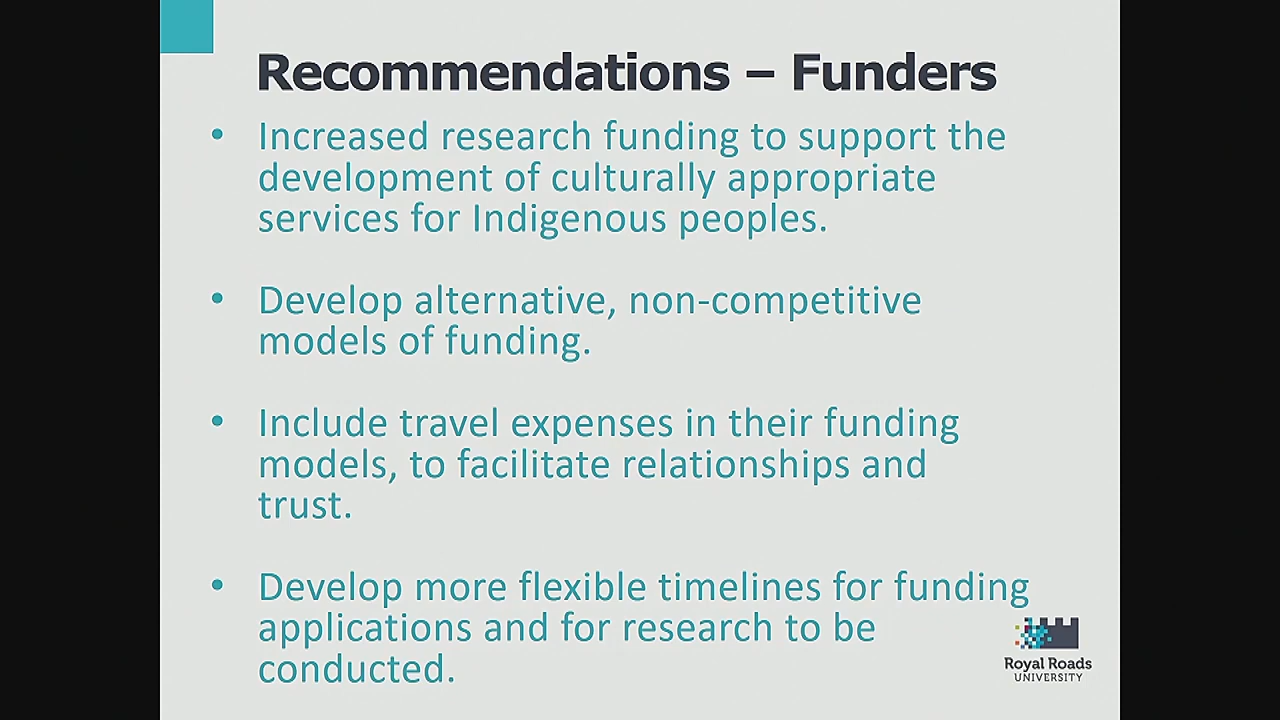 Recommendations – Funders
• Increased research funding to support the
development of culturally appropriate
services for Indigenous peoples.
• Develop alternative, non-competitive
models of funding.
• Include travel expenses in their funding
models, to facilitate relationships and
trust.
• Develop more flexible timelines for funding
applications and for research to be
conducted.
Royal Roads
UNIVERSITY